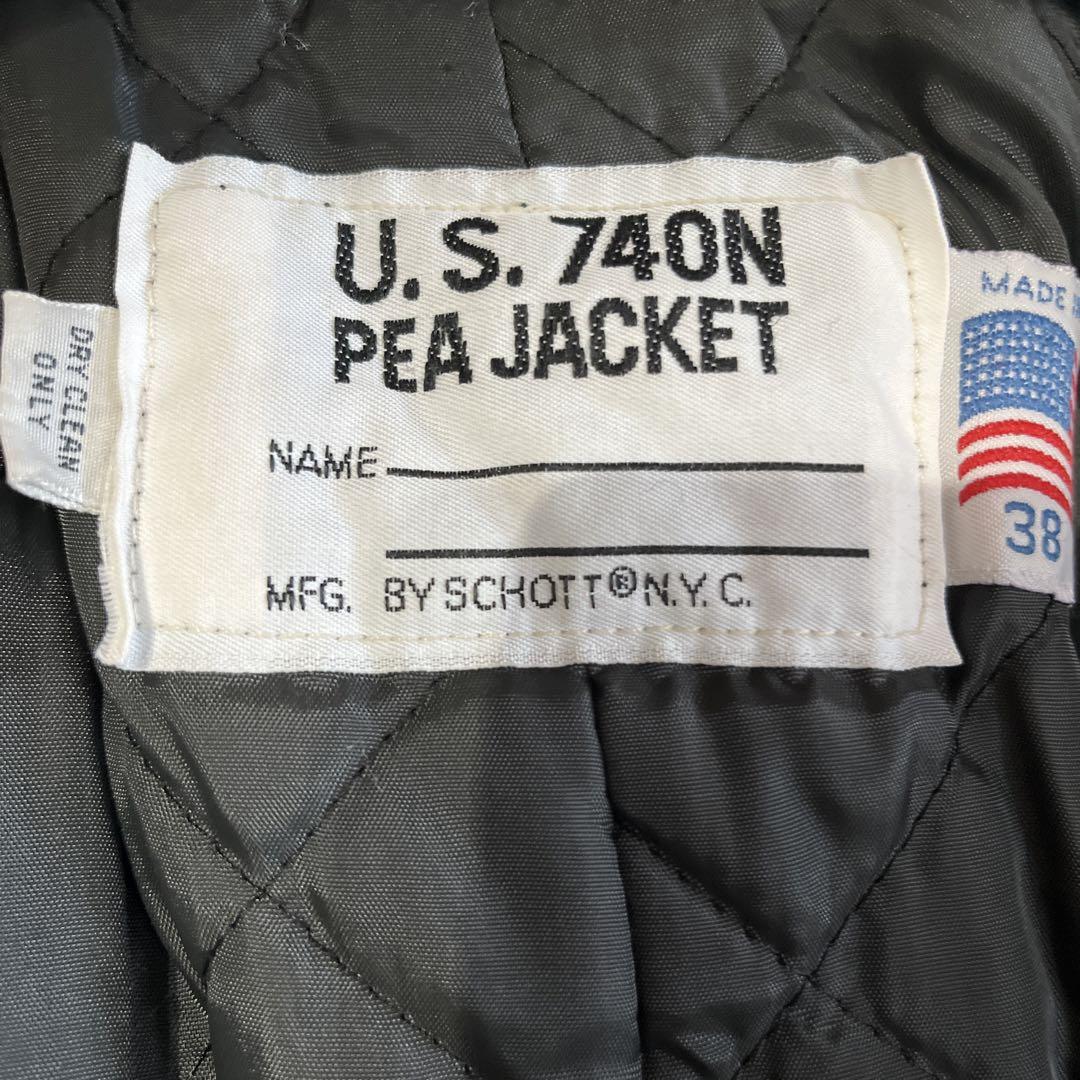 U.S. 740N
PEA JACKET
NAME
MFG. BY SCHOTT® N.Y.C.
DRY CLEAN
ONLY
MADE
38